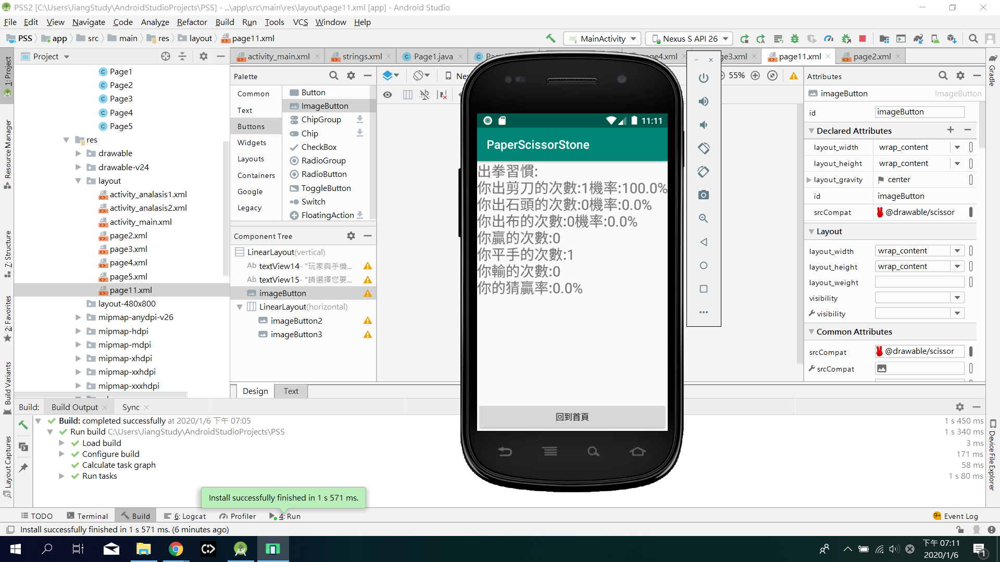 PSS2 [C:\Users\JiangStudy\AndroidStudioProjects\PSS] - ...\app\src\main\res\layout\page11.xml [app] - Android Studio
File Edit View Navigate Code Analyze Refactor Build Run Tools VCS Window Help
PSS app src main res layout page11.xml
MainActivity
Nexus S API 26
1: Project
Resource Manager
7: Structure
2: Favorites
Build Variants
Layout Captures
Project
Page1
Page2
Page3
Page4
Page5
res
drawable
drawable-v24
layout
activity_analasis1.xml
activity_analasis2.xml
activity_main.xml
page2.xml
page3.xml
page4.xml
page5.xml
page11.xml
layout-480x800
mipmap-anydpi-v26
mipmap-hdpi
mipmap-mdpi
mipmap-xhdpi
mipmap-xxhdpi
mipmap-xxxhdpi
activity_main.xml strings.xml Page1.java page11.xml page2.xml
Palette
Common
Text
Buttons
Widgets
Layouts
Containers
Google
Legacy
Button
ImageButton
ChipGroup
Chip
CheckBox
RadioGroup
RadioButton
ToggleButton
Switch
FloatingAction
Component Tree
LinearLayout(vertical)
Ab textView14- "玩家與手機...
Ab textView15- "請選擇您要...
imageButton
LinearLayout(horizontal)
imageButton2
imageButton3
Design Text
55%
11:11
PaperScissorStone
出拳習慣:
你出剪刀的次數:1機率:100.0%
你出石頭的次數:0機率:0.0%
你出布的次數:0機率:0.0%
你贏的次數:0
你平手的次數:1
你輸的次數:0
你的猜贏率:0.0%
回到首頁
Attributes
imageButton ImageButton
id imageButton
Declared Attributes
layout_width wrap_content
layout_height wrap_content
layout_gravity center
id imageButton
srcCompat @drawable/scissor
Layout
layout_width wrap_content
layout_height wrap_content
layout_weight
visibility
visibility
Common Attributes
srcCompat @drawable/scissor
srcCompat
Gradle
Device File Explorer
Build: Build Output Sync
Build: completed successfully at 2020/1/6 下午 07:05 1 s 450 ms
Run build C:\Users\JiangStudy\AndroidStudioProjects\PSS 1 s 340 ms
Load build 3 ms
Configure build 171 ms
Calculate task graph 58 ms
Run tasks 1 s 80 ms
Install successfully finished in 1 s 571 ms.
TODO Terminal Build 6: Logcat Profiler 4: Run 9+ Event Log
Install successfully finished in 1 s 571 ms. (6 minutes ago)
下午 07:11
2020/1/6
1